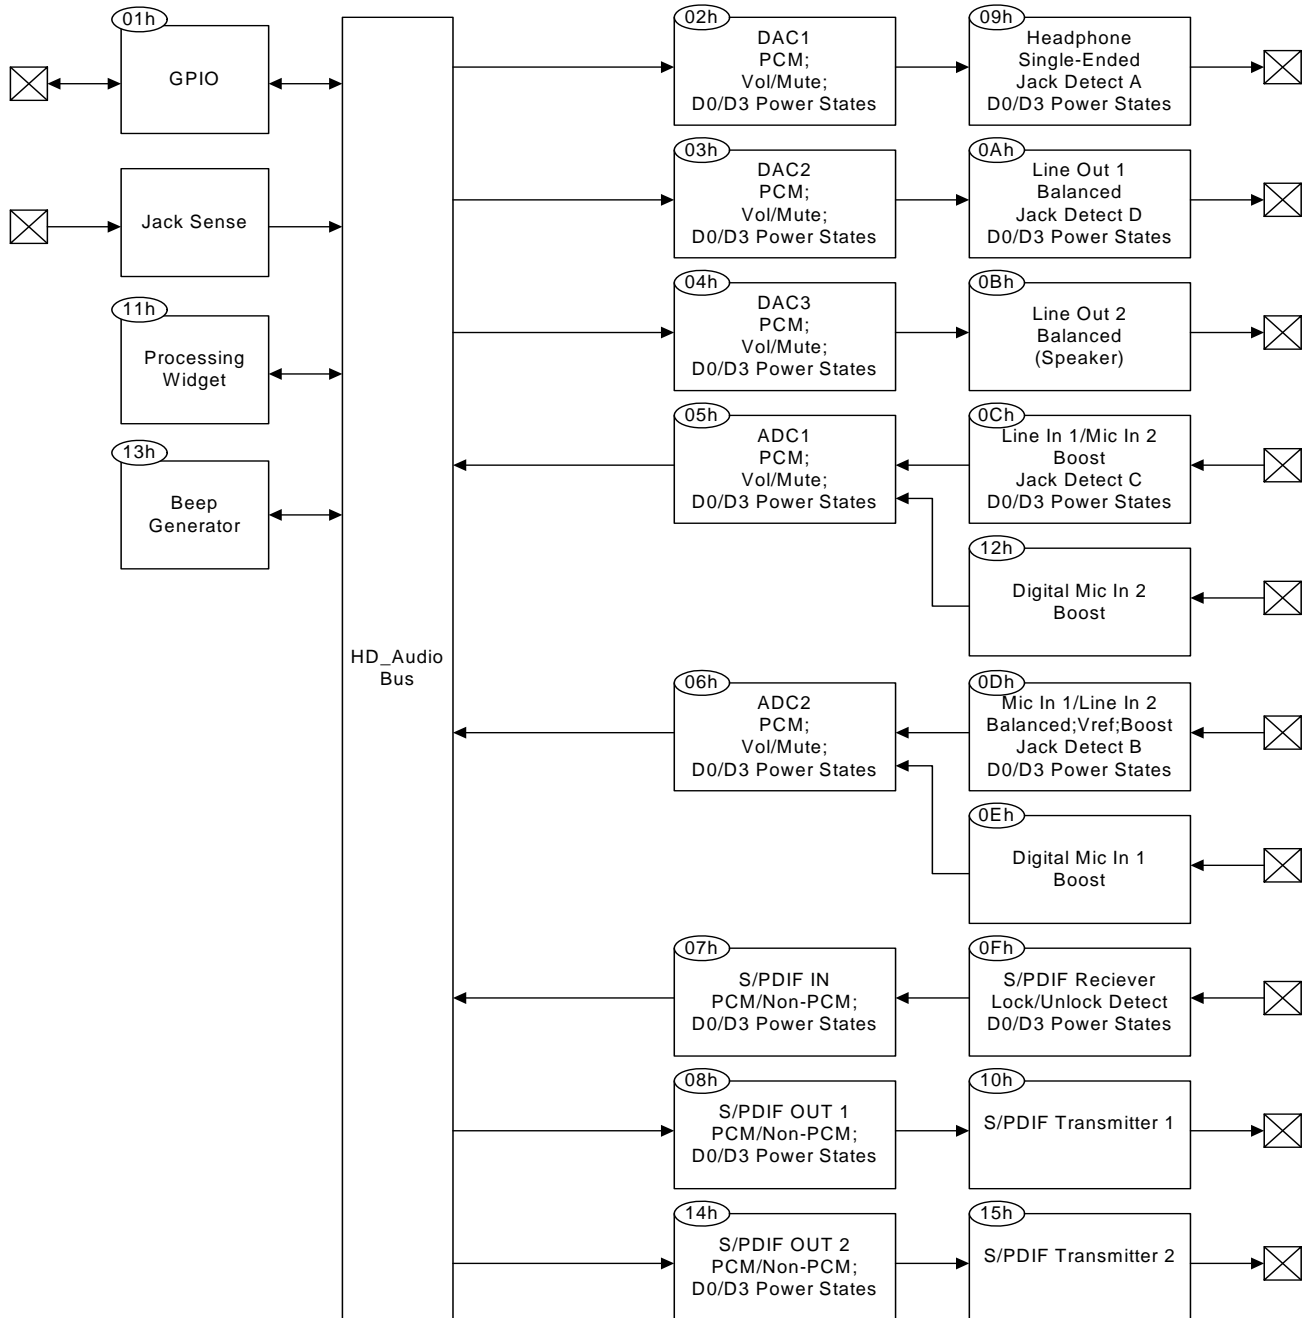 01h
GPIO
Jack Sense
11h
Processing
Widget
13h
Beep
Generator
HD_Audio
Bus
02h
DAC1
PCM;
Vol/Mute;
D0/D3 Power States
09h
Headphone
Single-Ended
Jack Detect A
D0/D3 Power States
03h
DAC2
PCM;
Vol/Mute;
D0/D3 Power States
0Ah
Line Out 1
Balanced
Jack Detect D
D0/D3 Power States
04h
DAC3
PCM;
Vol/Mute;
D0/D3 Power States
0Bh
Line Out 2
Balanced
(Speaker)
05h
ADC1
PCM;
Vol/Mute;
D0/D3 Power States
0Ch
Line In 1/Mic In 2
Boost
Jack Detect C
D0/D3 Power States
12h
Digital Mic In 2
Boost
06h
ADC2
PCM;
Vol/Mute;
D0/D3 Power States
0Dh
Mic In 1/Line In 2
Balanced;Vref;Boost
Jack Detect B
D0/D3 Power States
0Eh
Digital Mic In 1
Boost
07h
S/PDIF IN
PCM/Non-PCM;
D0/D3 Power States
0Fh
S/PDIF Reciever
Lock/Unlock Detect
D0/D3 Power States
08h
S/PDIF OUT 1
PCM/Non-PCM;
D0/D3 Power States
10h
S/PDIF Transmitter 1
14h
S/PDIF OUT 2
PCM/Non-PCM;
D0/D3 Power States
15h
S/PDIF Transmitter 2